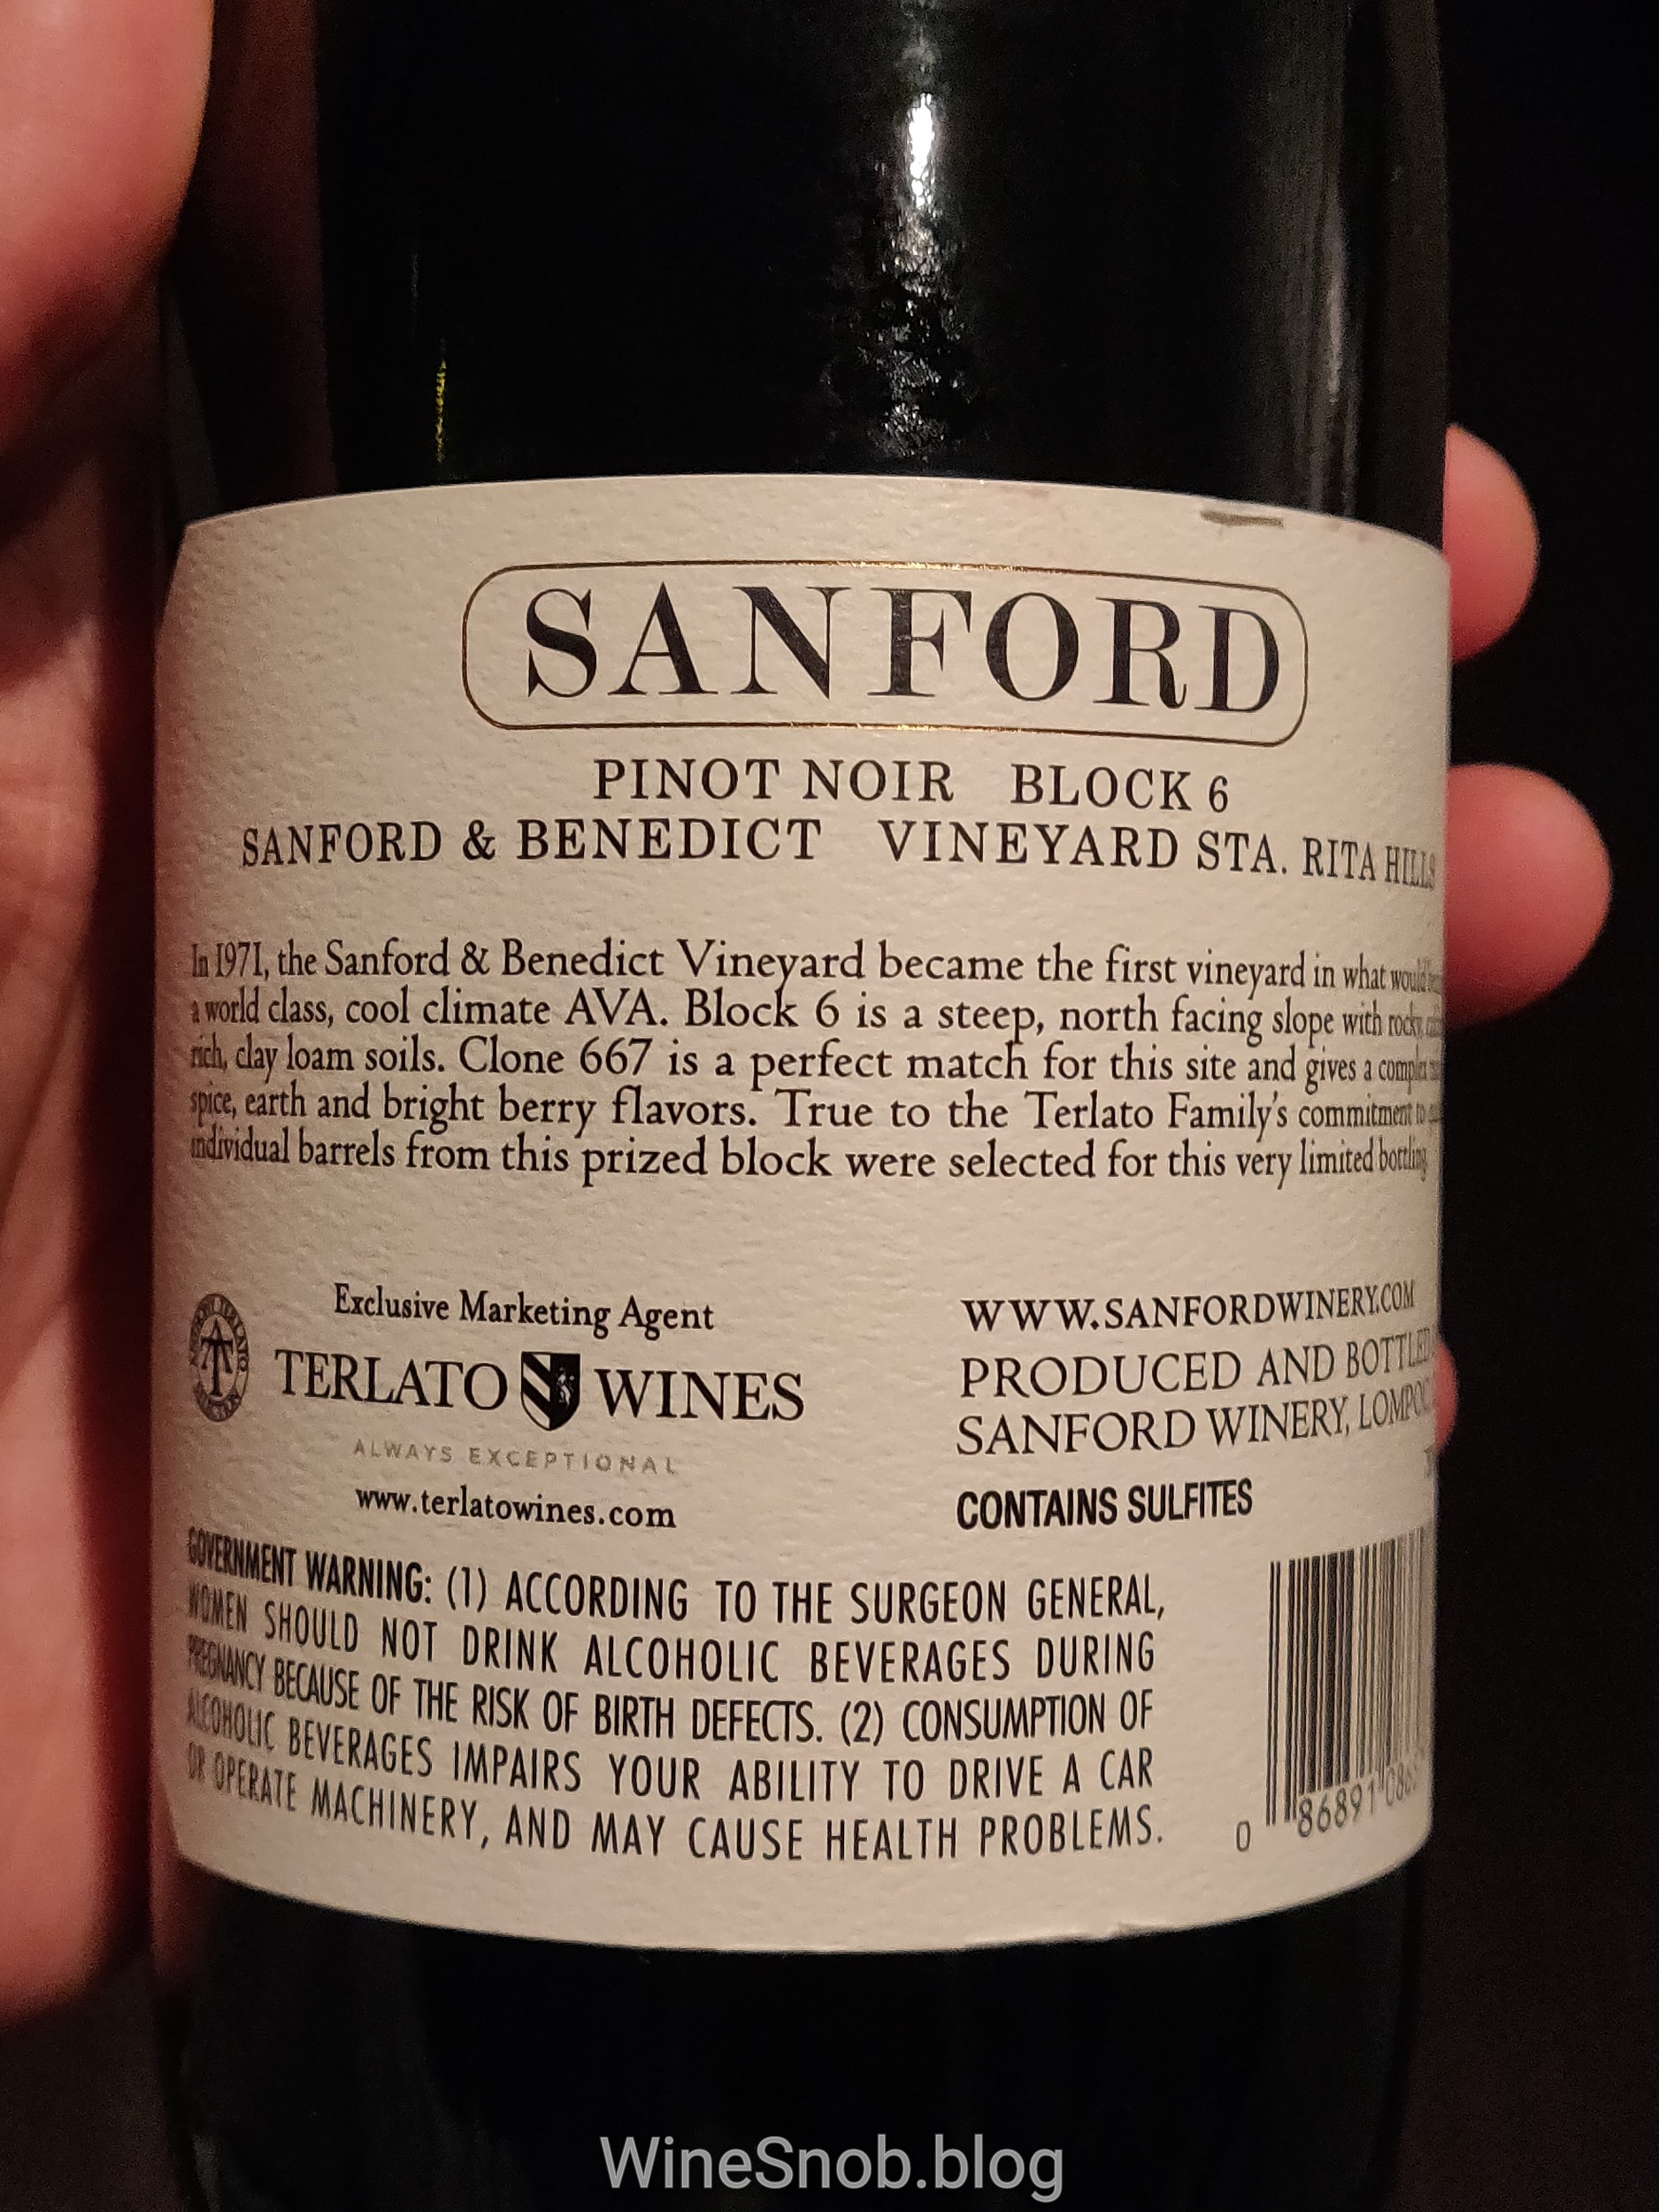 SANFORD
PINOT NOIR BLOCK 6
SANFORD & BENEDICT VINEYARD STA. RITA HILLS
In 1971, the Sanford & Benedict Vineyard became the first vineyard in what would
a world class, cool climate AVA. Block 6 is a steep, north facing slope with rocky,
rich, clay loam soils. Clone 667 is a perfect match for this site and gives a complex
spice, earth and bright berry flavors. True to the Terlato Family's commitment to
individual barrels from this prized block were selected for this very limited bottling.
Exclusive Marketing Agent
TERLATO WINES
ALWAYS EXCEPTIONAL
www.terlatowines.com
WWW.SANFORDWINERY.COM
PRODUCED AND BOTTLED
SANFORD WINERY, LOMPOC
CONTAINS SULFITES
GOVERNMENT WARNING: (1) ACCORDING TO THE SURGEON GENERAL,
WOMEN SHOULD NOT DRINK ALCOHOLIC BEVERAGES DURING
PREGNANCY BECAUSE OF THE RISK OF BIRTH DEFECTS. (2) CONSUMPTION OF
ALCOHOLIC BEVERAGES IMPAIRS YOUR ABILITY TO DRIVE A CAR
OR OPERATE MACHINERY, AND MAY CAUSE HEALTH PROBLEMS.
0 86891
WineSnob.blog